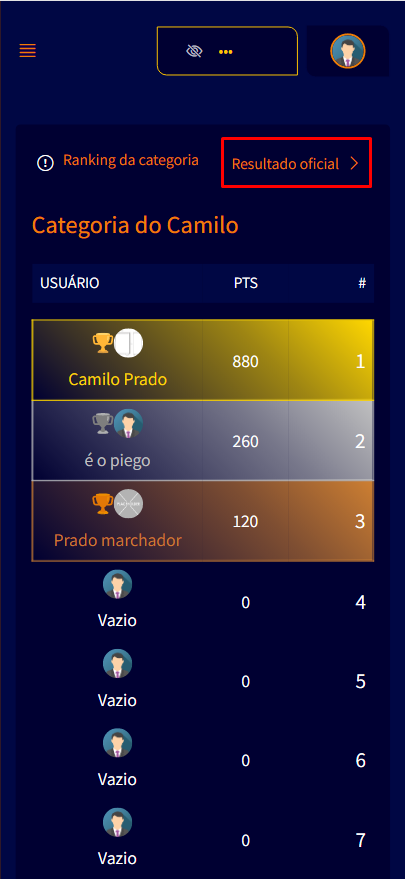 •••
Ranking da categoria
Resultado oficial
Categoria do Camilo
USUÁRIO PTS #
Camilo Prado 880 1
é o piego 260 2
Prado marchador 120 3
Vazio 0 4
Vazio 0 5
Vazio 0 6
Vazio 0 7